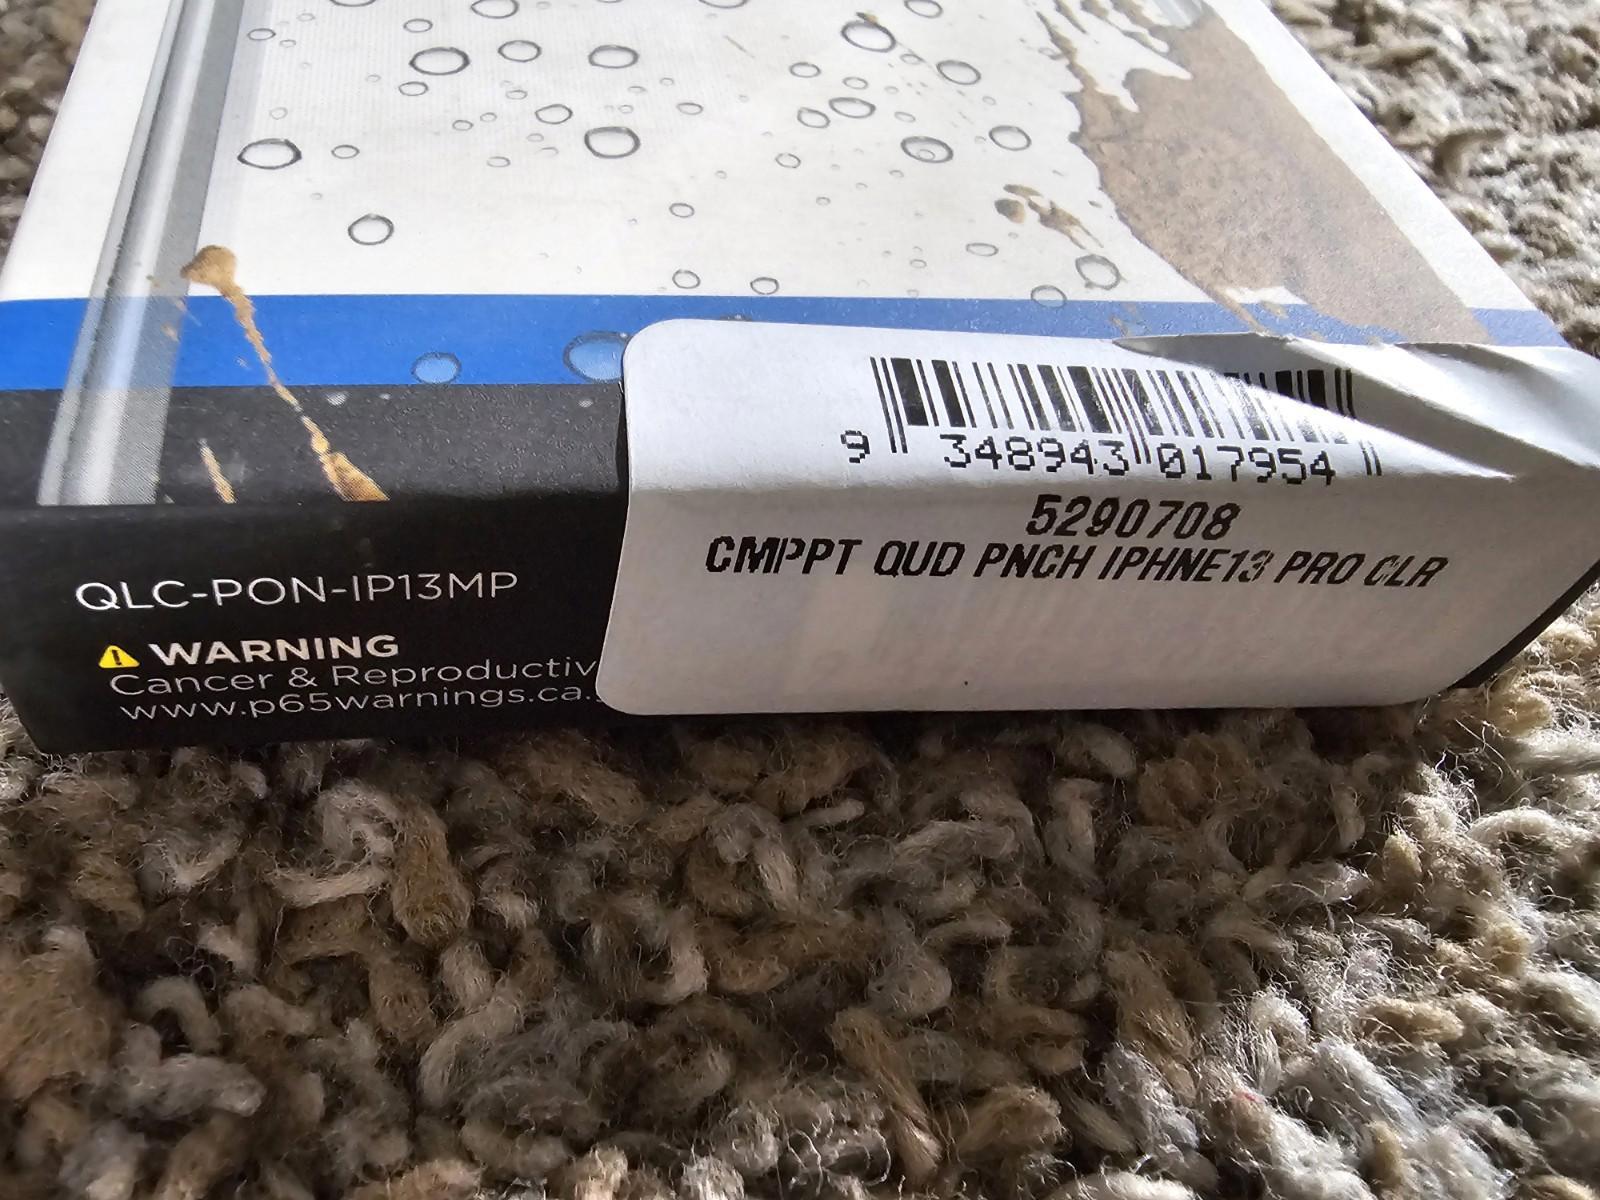 9 348943 017954
5290708
CMPPT QUD PNCH IPHNE13 PRO CLR
QLC-PON-IP13MP
WARNING
Cancer & Reproductiv
www.p65warnings.ca.